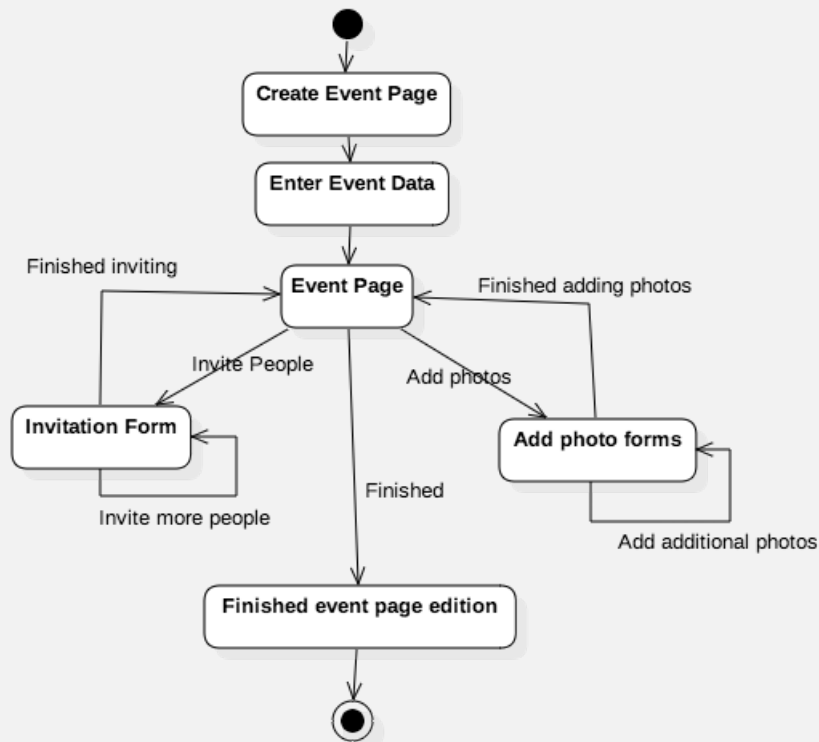 Create Event Page
Enter Event Data
Finished inviting
Event Page
Finished adding photos
Invite People
Add photos
Invitation Form
Add photo forms
Finished
Invite more people
Add additional photos
Finished event page edition